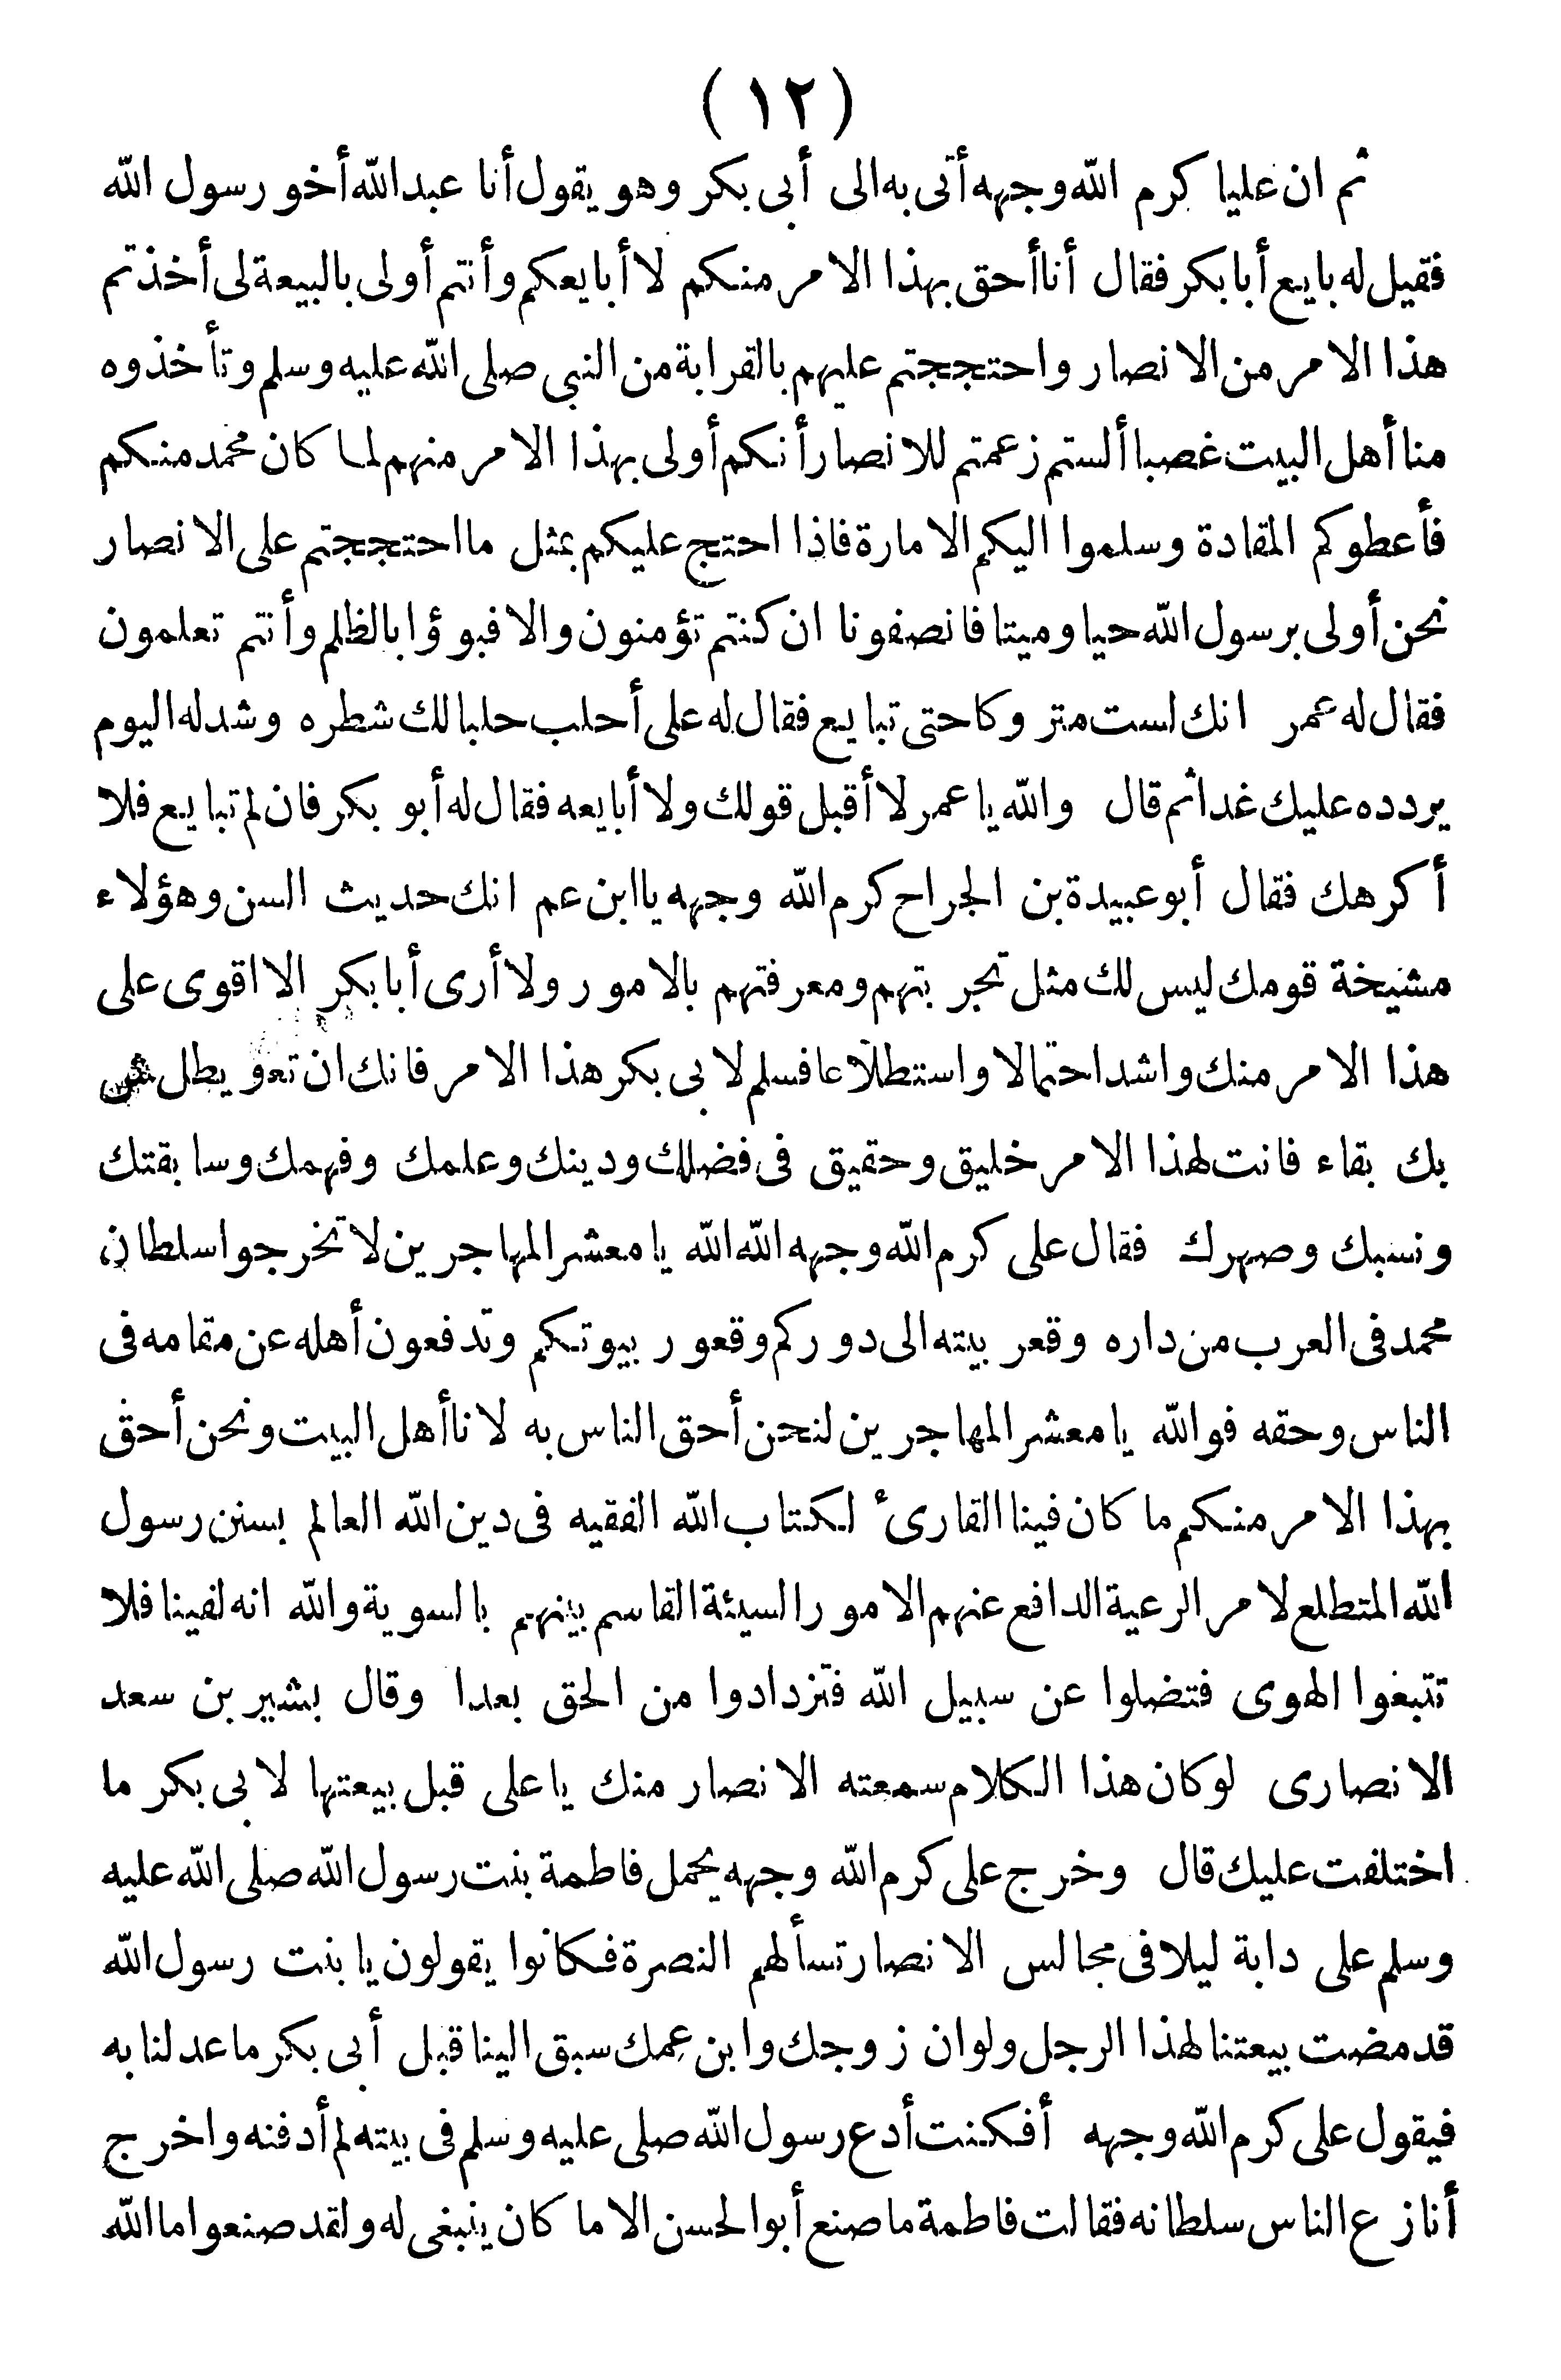 ( ١٢ )
ثم ان عليا كرم الله وجهه أتى به الى أبى بكر وهو يقول أنا عبد الله أخو رسول الله
فقيل له بايع أبا بكر فقال أنا أحق بهذا الامر منكم لا أبايعكم وأنتم أولى بالبيعة لى أخذتم
هذا الامر من الانصار واحتججتم عليهم بالقرابة من النبى صلى الله عليه وسلم وتأخذوه
منا أهل البيت غصبا ألستم زعمتم للانصار أنكم أولى بهذا الامر منهم لما كان محمد منكم
فأعطوكم المقادة وسلموا اليكم الامارة فاذا احتج عليكم بمثل ما احتججتم على الانصار
نحن أولى برسول الله حيا وميتا فانصفونا ان كنتم تؤمنون والا فبوؤا بالظلم وأنتم تعلمون
فقال له عمر انك لست متروكا حتى تبايع فقال له على أحلب حلبا لك شطره وشد له اليوم
يردده عليك غدا ثم قال والله يا عمر لا أقبل قولك ولا أبايعه فقال له أبو بكر فان لم تبايع فلا
أكرهك فقال أبو عبيدة بن الجراح كرم الله وجهه يا ابن عم انك حديث السن وهؤلاء
مشيخة قومك ليس لك مثل تجربتهم ومعرفتهم بالامور ولا أرى أبا بكر الا اقوى على
هذا الامر منك واشد احتمالا واستطلاعا فسلم لابى بكر هذا الامر فانك ان تعش ويطل
بك بقاء فانت لهذا الامر خليق وحقيق فى فضلك ودينك وعلمك وفهمك وسابقتك
ونسبك وصهرك فقال على كرم الله وجهه الله الله يا معشر المهاجرين لا تخرجوا سلطان
محمد فى العرب من داره وقعر بيته الى دوركم وقعور بيوتكم وتدفعون أهله عن مقامه فى
الناس وحقه فوالله يا معشر المهاجرين لنحن أحق الناس به لانا أهل البيت ونحن أحق
بهذا الامر منكم ما كان فينا القارئ لكتاب الله الفقيه فى دين الله العالم بسنن رسول
الله المتطلع لامر الرعية الدافع عنهم الامور السيئة القاسم بينهم بالسوية والله انه لفينا فلا
تتبغوا الهوى فتضلوا عن سبيل الله فتزدادوا من الحق بعدا وقال بشير بن سعد
الانصارى لو كان هذا الكلام سمعته الانصار منك يا على قبل بيعتها لابى بكر ما
اختلفت عليك قال وخرج على كرم الله وجهه يحمل فاطمة بنت رسول الله صلى الله عليه
وسلم على دابة ليلا فى مجالس الانصار تسألهم النصرة فكانوا يقولون يا بنت رسول الله
قد مضت بيعتنا لهذا الرجل ولو ان زوجك وابن عمك سبق الينا قبل أبى بكر ما عدلنا به
فيقول على كرم الله وجهه أفكنت أدع رسول الله صلى عليه وسلم فى بيته لم أدفنه واخرج
أنازع الناس سلطانه فقالت فاطمة ما صنع أبو الحسن الا ما كان ينبغى له ولقد صنعوا ما الله